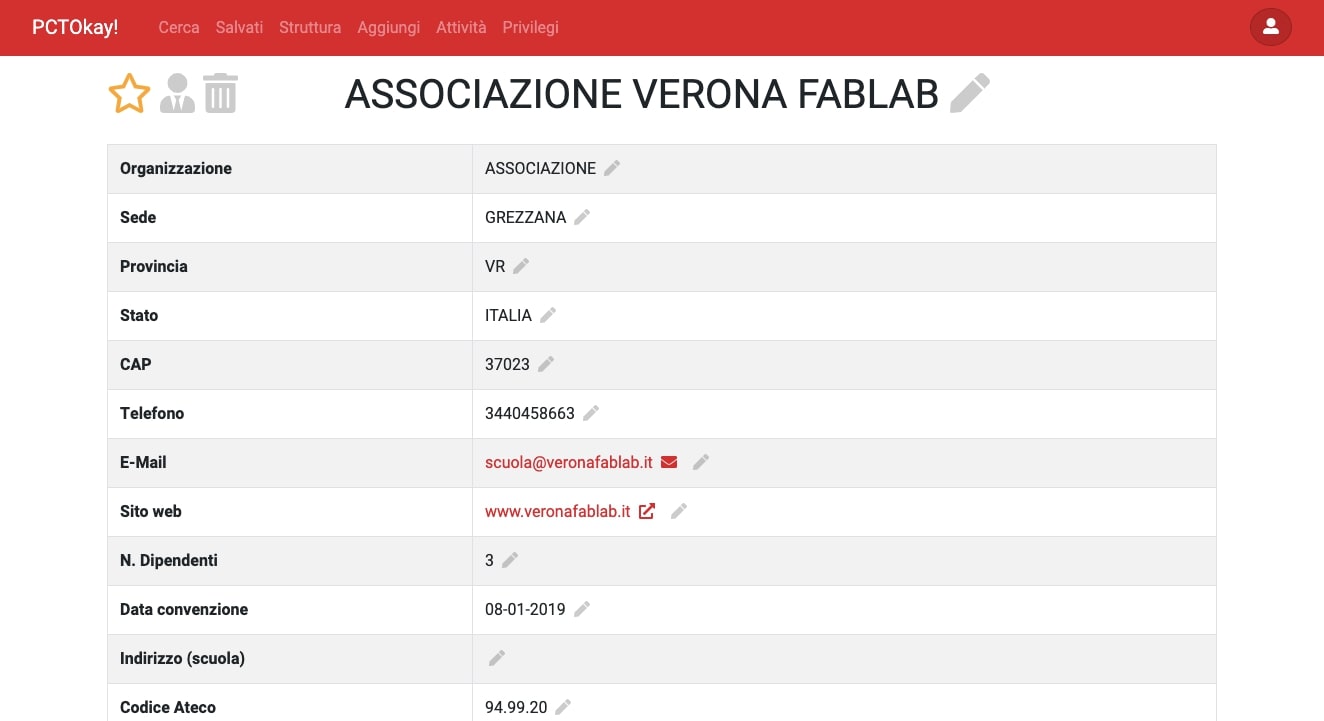 PCTOkay! Cerca Salvati Struttura Aggiungi Attività Privilegi
ASSOCIAZIONE VERONA FABLAB
Organizzazione ASSOCIAZIONE
Sede GREZZANA
Provincia VR
Stato ITALIA
CAP 37023
Telefono 3440458663
E-Mail scuola@veronafablab.it
Sito web www.veronafablab.it
N. Dipendenti 3
Data convenzione 08-01-2019
Indirizzo (scuola)
Codice Ateco 94.99.20